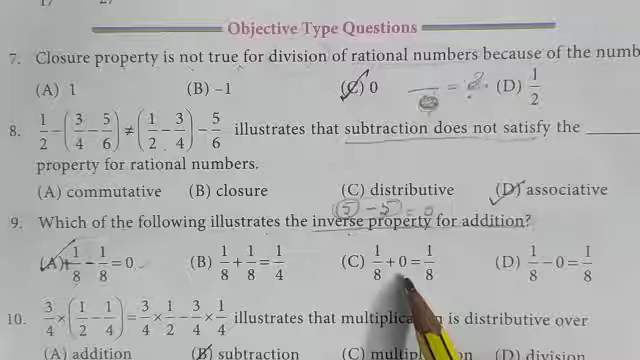 Objective Type Questions
7. Closure property is not true for division of rational numbers because of the numb
(A) 1 (B) −1 (C) 0 (D) 1/2
8. 1/2 − (3/4 − 5/6) ≠ (1/2 − 3/4) − 5/6 illustrates that subtraction does not satisfy the ______
property for rational numbers.
(A) commutative (B) closure (C) distributive (D) associative
5 − 5 = 0
9. Which of the following illustrates the inverse property for addition?
(A) 1/8 − 1/8 = 0 (B) 1/8 + 1/8 = 1/4 (C) 1/8 + 0 = 1/8 (D) 1/8 − 0 = 1/8
10. 3/4 × (1/2 − 1/4) = 3/4 × 1/2 − 3/4 × 1/4 illustrates that is distributive over
(A) addition (B) subtraction (C) (D) division